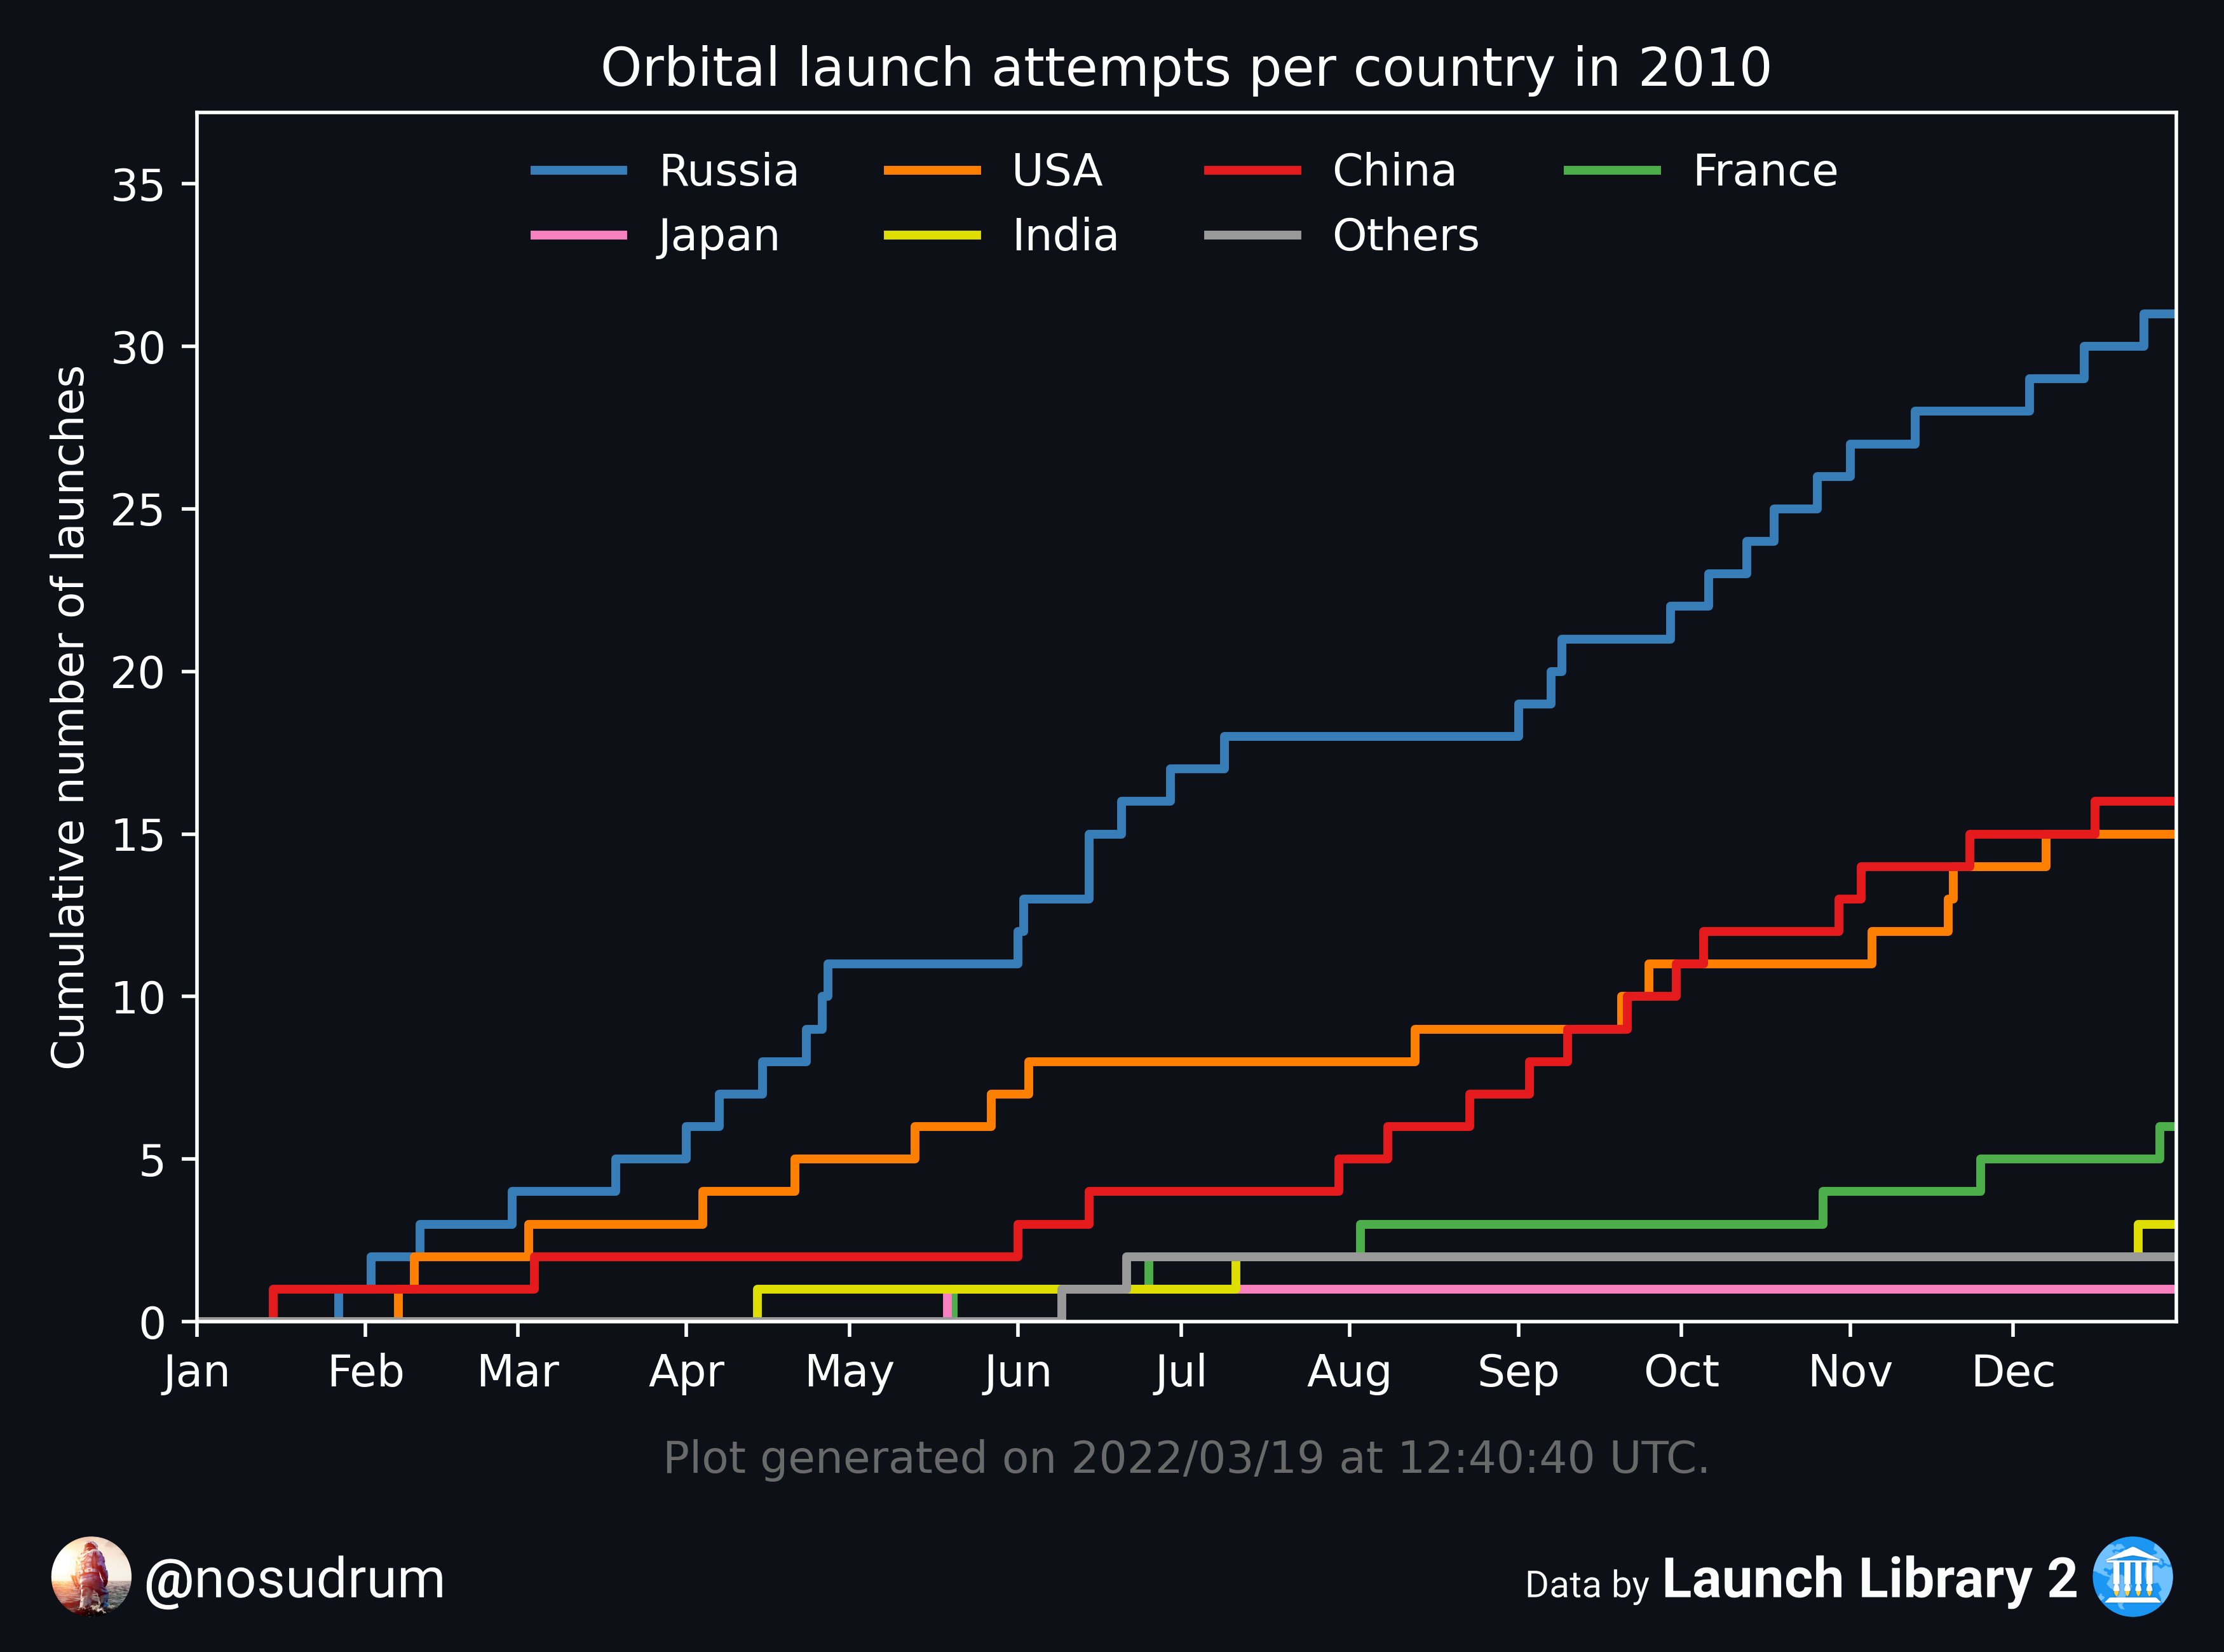 Orbital launch attempts per country in 2010
Russia USA China France
Japan India Others
Cumulative number of launches
35
30
25
20
15
10
5
0
Jan Feb Mar Apr May Jun Jul Aug Sep Oct Nov Dec
Plot generated on 2022/03/19 at 12:40:40 UTC.
@nosudrum
Data by Launch Library 2